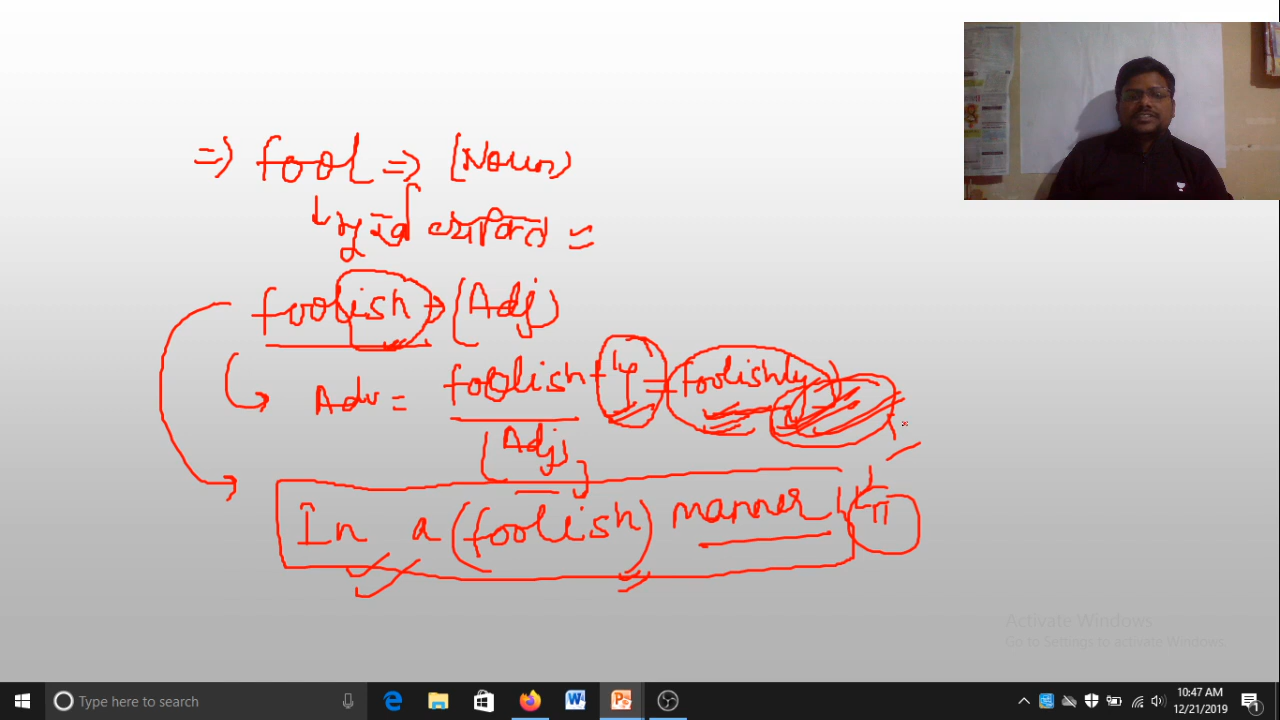 => fool => (Noun)
foolish → (Adj)
Adv = foolish + ly = foolishly
(Adj)
In a (foolish) manner
Activate Windows
Go to Settings to activate Windows.
Type here to search
10:47 AM
12/21/2019